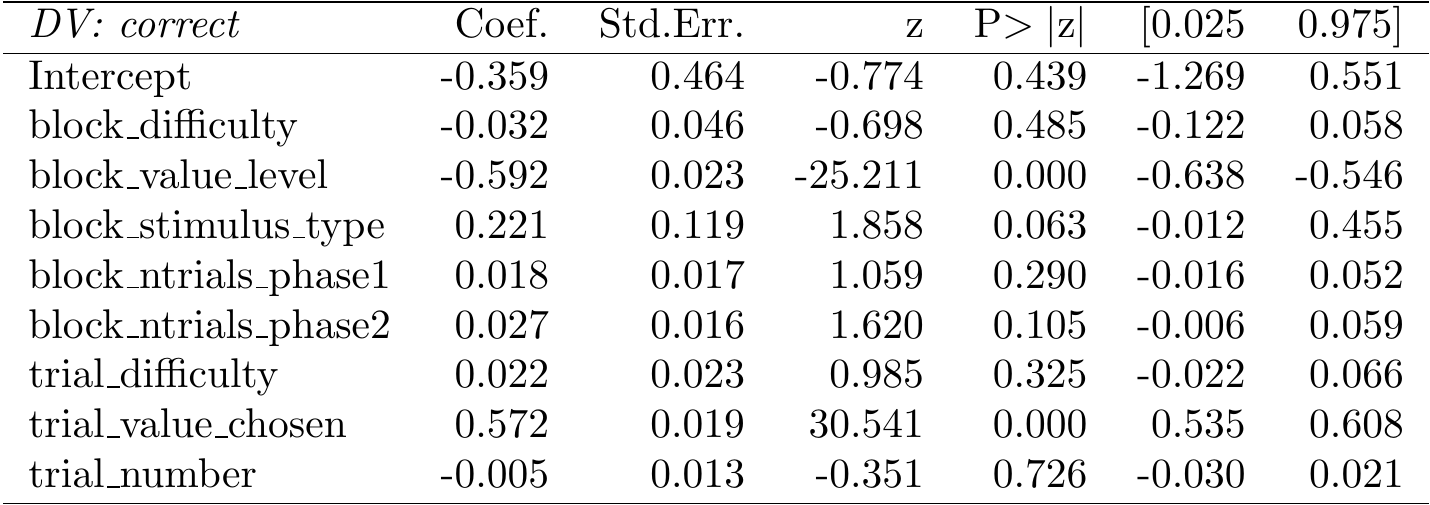 DV: correct Coef. Std.Err. z P> |z| [0.025 0.975]
Intercept -0.359 0.464 -0.774 0.439 -1.269 0.551
block_difficulty -0.032 0.046 -0.698 0.485 -0.122 0.058
block_value_level -0.592 0.023 -25.211 0.000 -0.638 -0.546
block_stimulus_type 0.221 0.119 1.858 0.063 -0.012 0.455
block_ntrials_phase1 0.018 0.017 1.059 0.290 -0.016 0.052
block_ntrials_phase2 0.027 0.016 1.620 0.105 -0.006 0.059
trial_difficulty 0.022 0.023 0.985 0.325 -0.022 0.066
trial_value_chosen 0.572 0.019 30.541 0.000 0.535 0.608
trial_number -0.005 0.013 -0.351 0.726 -0.030 0.021